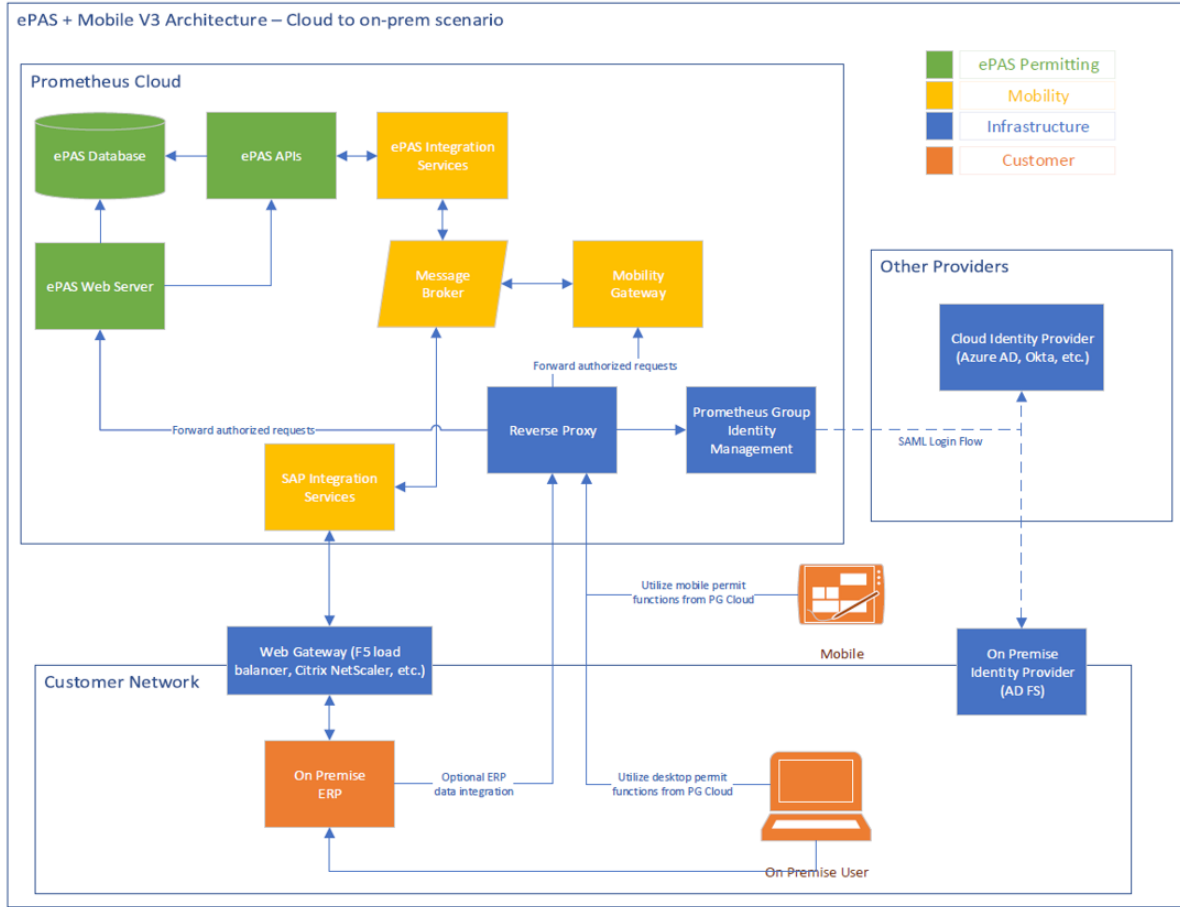 ePAS + Mobile V3 Architecture – Cloud to on-prem scenario
ePAS Permitting
Mobility
Infrastructure
Customer
Prometheus Cloud
ePAS Database
ePAS APIs
ePAS Integration
Services
ePAS Web Server
Message
Broker
Mobility
Gateway
Other Providers
Cloud Identity Provider
(Azure AD, Okta, etc.)
Forward authorized requests
Forward authorized requests
Reverse Proxy
Prometheus Group
Identity
Management
SAML Login Flow
SAP Integration
Services
Utilize mobile permit
functions from PG Cloud
Mobile
Web Gateway (F5 load
balancer, Citrix NetScaler, etc.)
On Premise
Identity Provider
(AD FS)
Customer Network
On Premise
ERP
Optional ERP
data integration
Utilize desktop permit
functions from PG Cloud
On Premise User